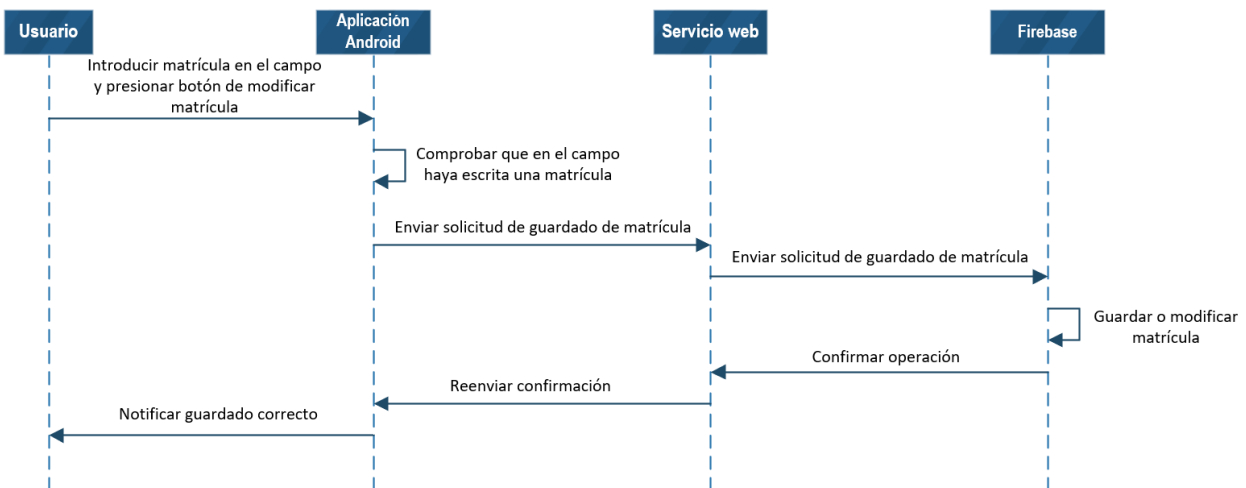 Usuario
Aplicación
Android
Servicio web
Firebase
Introducir matrícula en el campo
y presionar botón de modificar
matrícula
Comprobar que en el campo
haya escrita una matrícula
Enviar solicitud de guardado de matrícula
Enviar solicitud de guardado de matrícula
Guardar o modificar
matrícula
Confirmar operación
Reenviar confirmación
Notificar guardado correcto